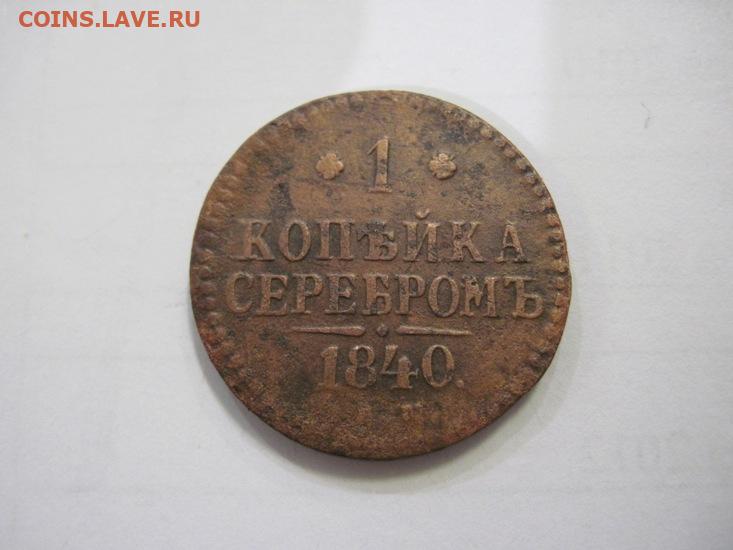 COINS.LAVE.RU
1
КОПѢЙКА
СЕРЕБРОМЪ
1840.